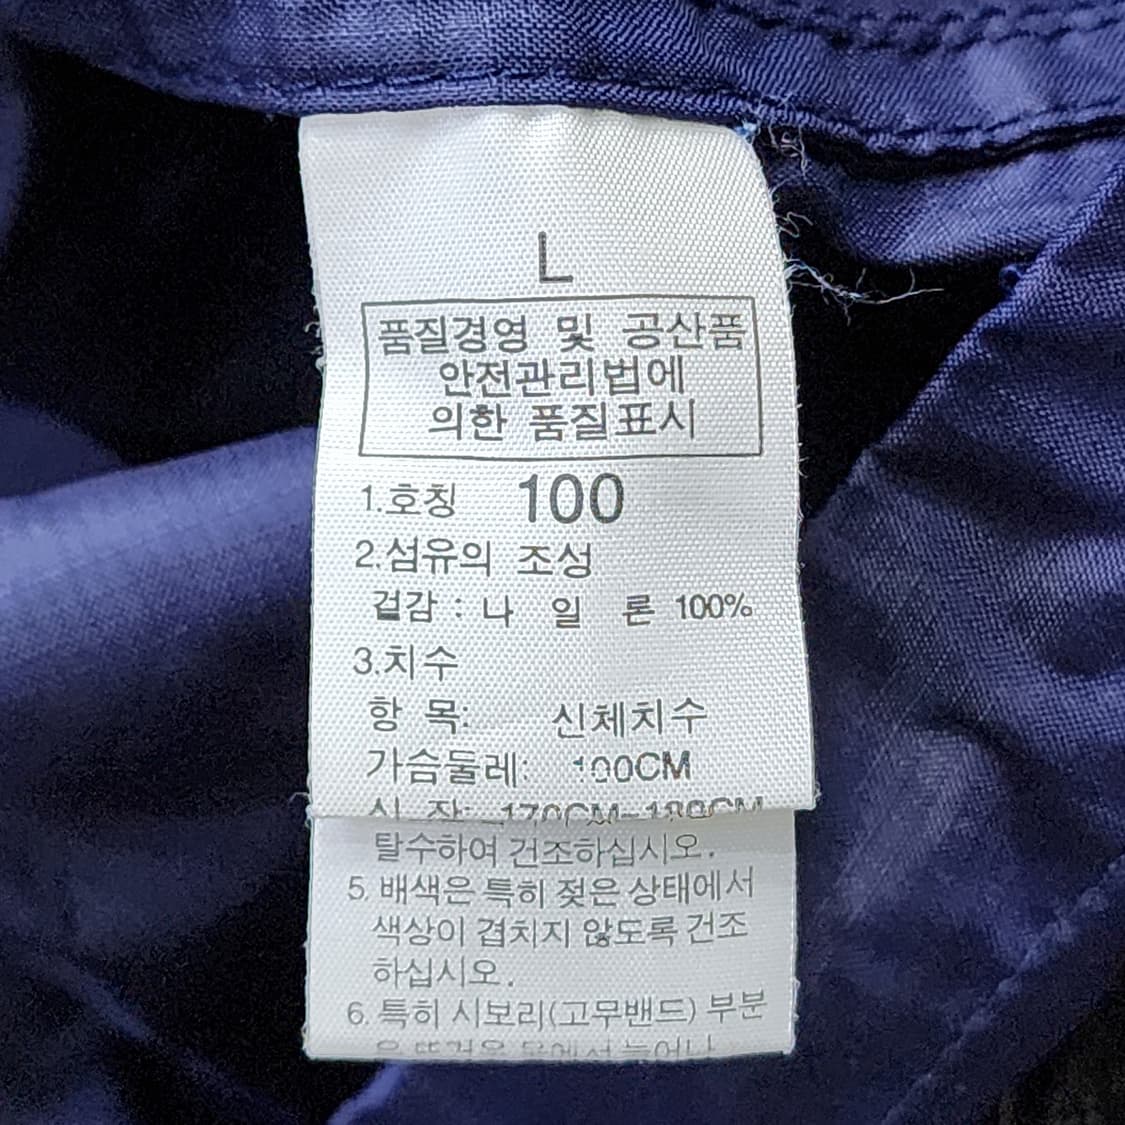 L
품질경영 및 공산품
안전관리법에
의한 품질표시
1.호칭 100
2.섬유의 조성
겉감 : 나 일 론 100%
3.치수
항 목: 신체치수
가슴둘레: 100CM
신 장: 170CM~180CM
탈수하여 건조하십시오.
5. 배색은 특히 젖은 상태에서
색상이 겹치지 않도록 건조
하십시오.
6. 특히 시보리(고무밴드) 부분